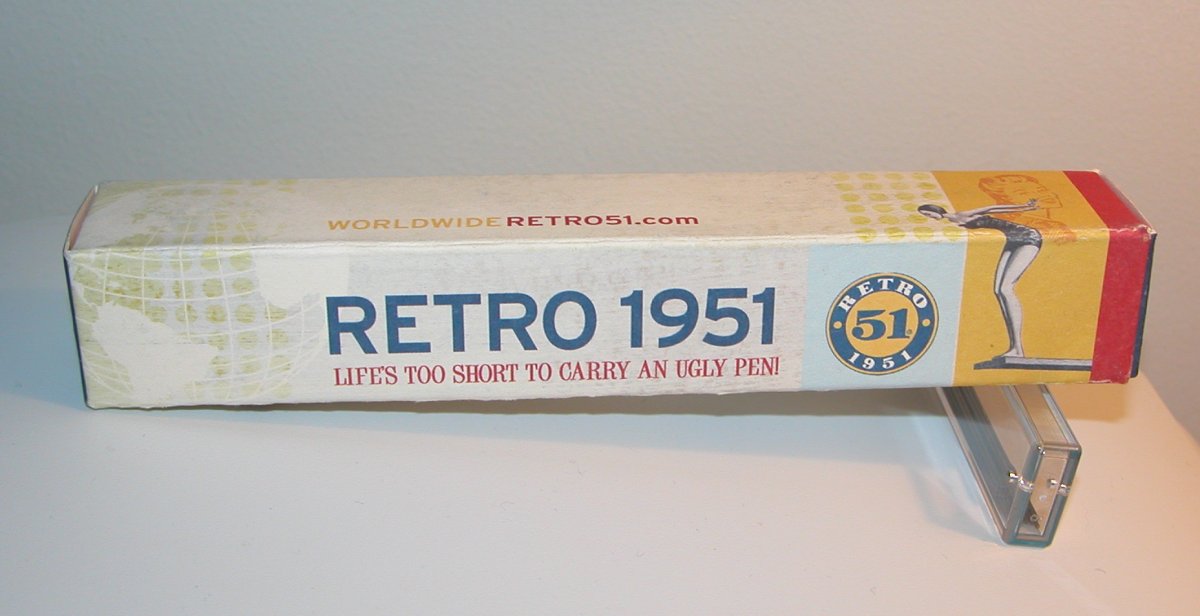 WORLDWIDERETRO51.com
RETRO 1951
LIFE'S TOO SHORT TO CARRY AN UGLY PEN!
RETRO
51
1951